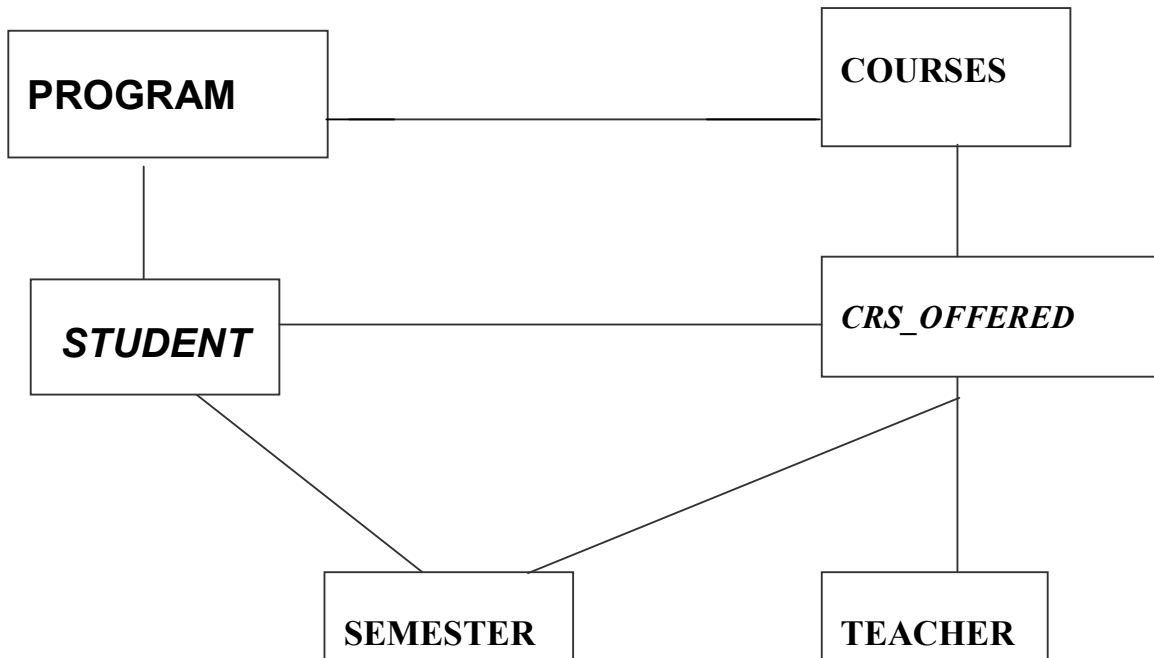 PROGRAM
COURSES
STUDENT
CRS_OFFERED
SEMESTER
TEACHER